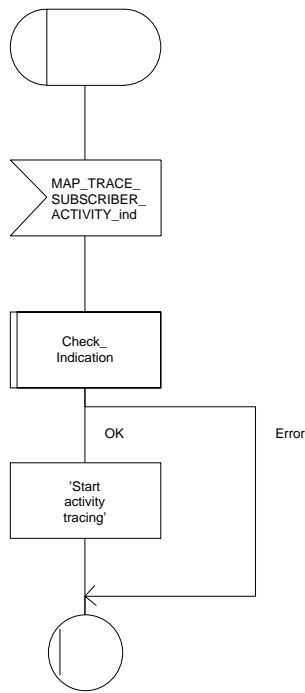 MAP_TRACE_
SUBSCRIBER_
ACTIVITY_ind
Check_
Indication
OK
Error
'Start
activity
tracing'